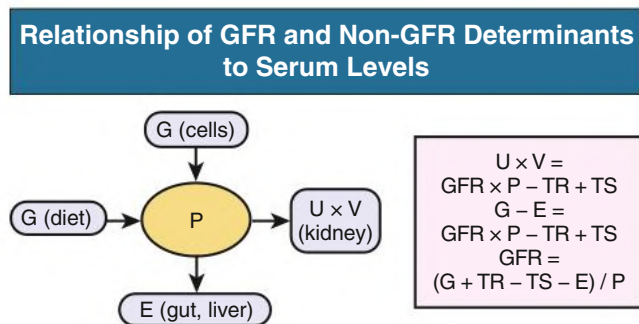 Relationship of GFR and Non-GFR Determinants
to Serum Levels
G (cells)
G (diet)
P
U × V
(kidney)
E (gut, liver)
U × V =
GFR × P – TR + TS
G – E =
GFR × P – TR + TS
GFR =
(G + TR – TS – E) / P